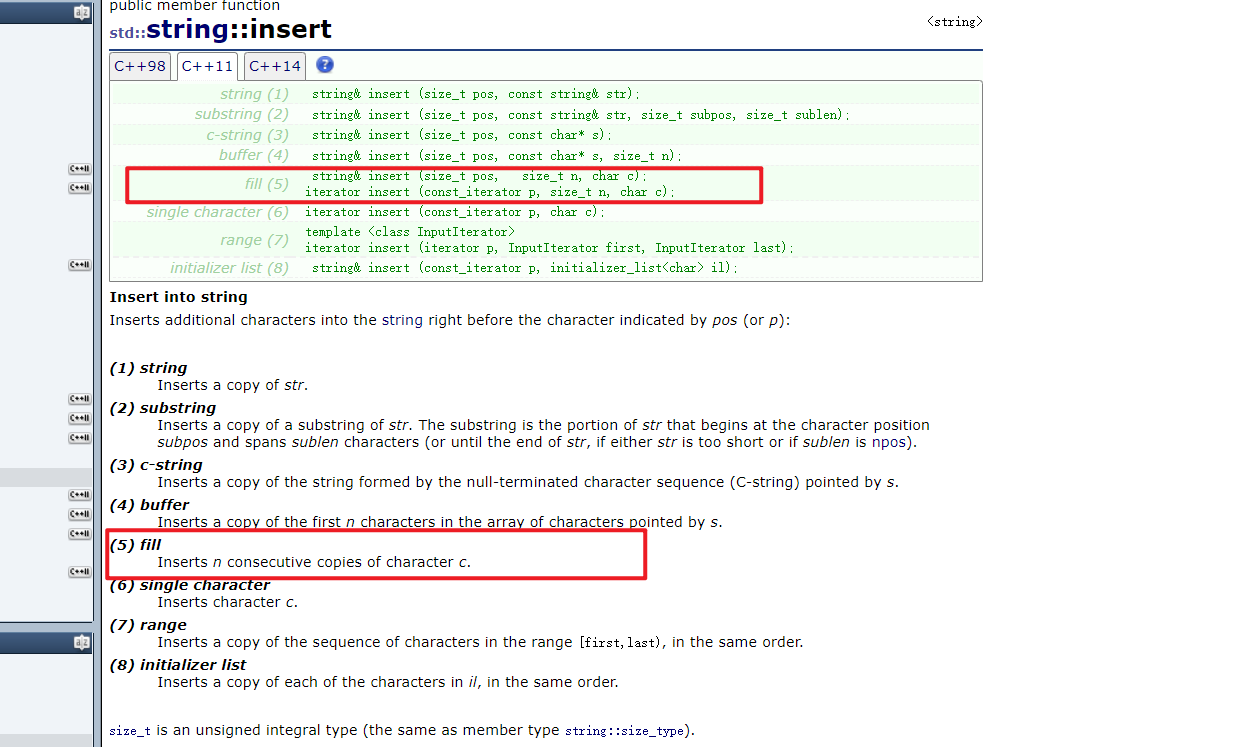 public member function
std::string::insert
<string>
C++98 C++11 C++14 ?
string (1) string& insert (size_t pos, const string& str);
substring (2) string& insert (size_t pos, const string& str, size_t subpos, size_t sublen);
c-string (3) string& insert (size_t pos, const char* s);
buffer (4) string& insert (size_t pos, const char* s, size_t n);
fill (5) string& insert (size_t pos,   size_t n, char c);
iterator insert (const_iterator p, size_t n, char c);
single character (6) iterator insert (const_iterator p, char c);
range (7) template <class InputIterator>
iterator insert (iterator p, InputIterator first, InputIterator last);
initializer list (8) string& insert (const_iterator p, initializer_list<char> il);
Insert into string
Inserts additional characters into the string right before the character indicated by pos (or p):
(1) string
Inserts a copy of str.
(2) substring
Inserts a copy of a substring of str. The substring is the portion of str that begins at the character position
subpos and spans sublen characters (or until the end of str, if either str is too short or if sublen is npos).
(3) c-string
Inserts a copy of the string formed by the null-terminated character sequence (C-string) pointed by s.
(4) buffer
Inserts a copy of the first n characters in the array of characters pointed by s.
(5) fill
Inserts n consecutive copies of character c.
(6) single character
Inserts character c.
(7) range
Inserts a copy of the sequence of characters in the range [first,last), in the same order.
(8) initializer list
Inserts a copy of each of the characters in il, in the same order.
size_t is an unsigned integral type (the same as member type string::size_type).
a|z
C++11
C++11
C++11
C++11
C++11
C++11
C++11
C++11
C++11
C++11
a|z